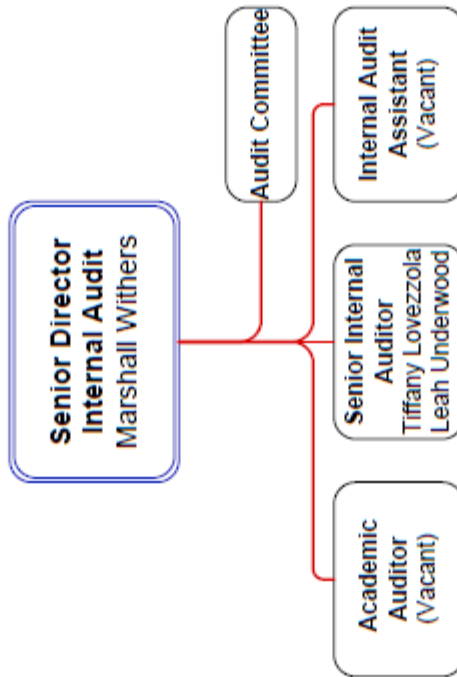 Senior Director
Internal Audit
Marshall Withers
Audit Committee
Academic
Auditor
(Vacant)
Senior Internal
Auditor
Tiffany Lovezzola
Leah Underwood
Internal Audit
Assistant
(Vacant)